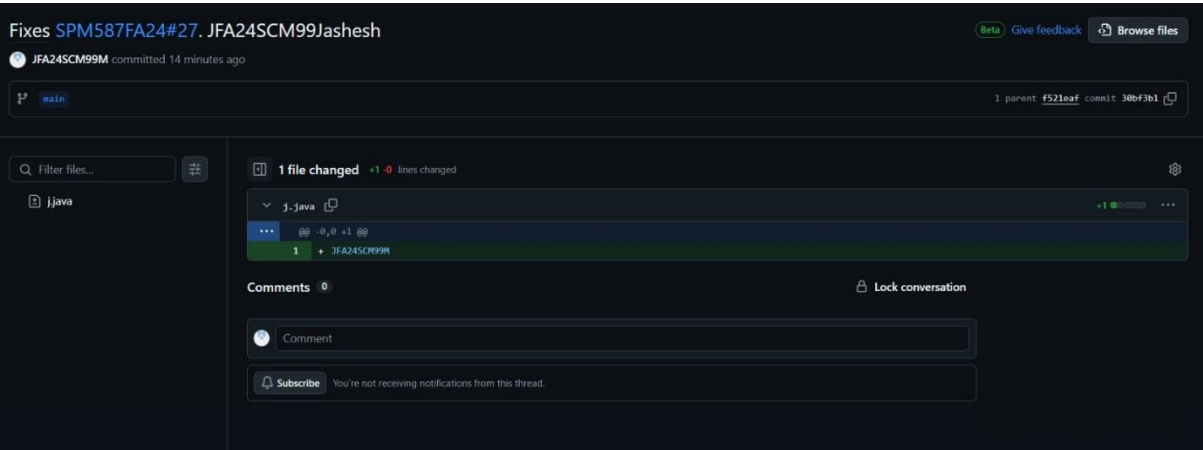 Fixes SPM587FA24#27. JFA24SCM99Jashesh
Beta Give feedback Browse files
JFA24SCM99M committed 14 minutes ago
main
1 parent f521eaf commit 30bf3b1
Filter files...
1 file changed +1 -0 lines changed
j.java
j.java
+1
@@ -0,0 +1 @@
1 + JFA24SCM99M
Comments 0
Lock conversation
Comment
Subscribe You're not receiving notifications from this thread.